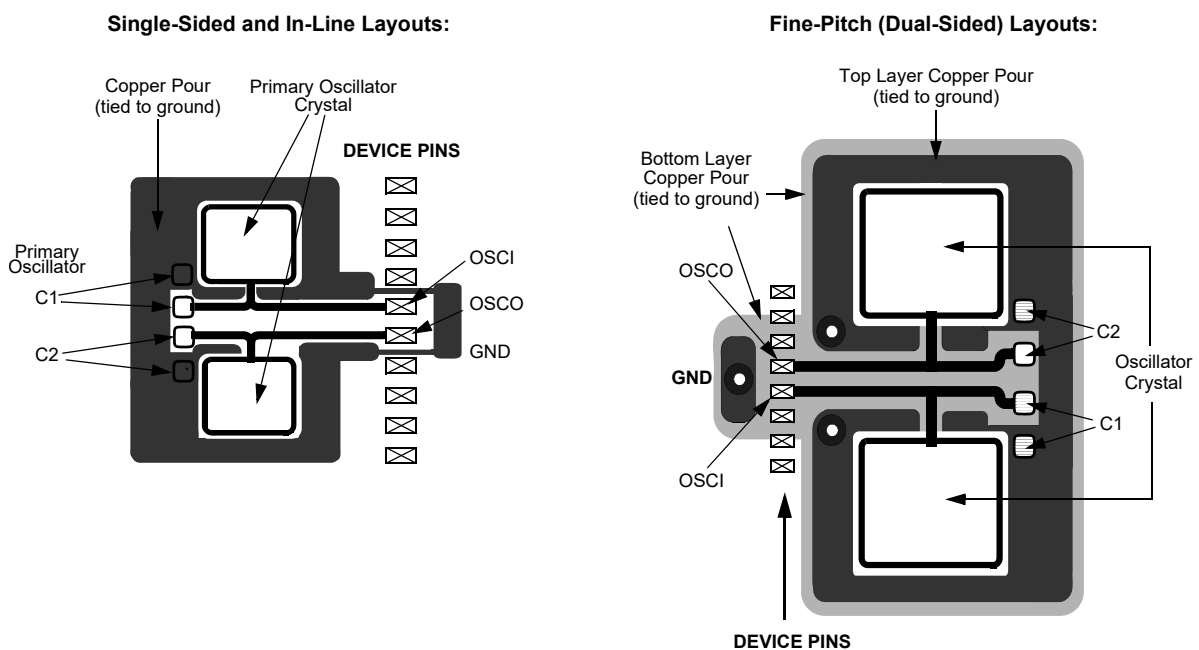 Single-Sided and In-Line Layouts:
Copper Pour
(tied to ground)
Primary Oscillator
Crystal
DEVICE PINS
Primary
Oscillator
C1
C2
OSCI
OSCO
GND
Fine-Pitch (Dual-Sided) Layouts:
Top Layer Copper Pour
(tied to ground)
Bottom Layer
Copper Pour
(tied to ground)
OSCO
GND
OSCI
C2
Oscillator
Crystal
C1
DEVICE PINS